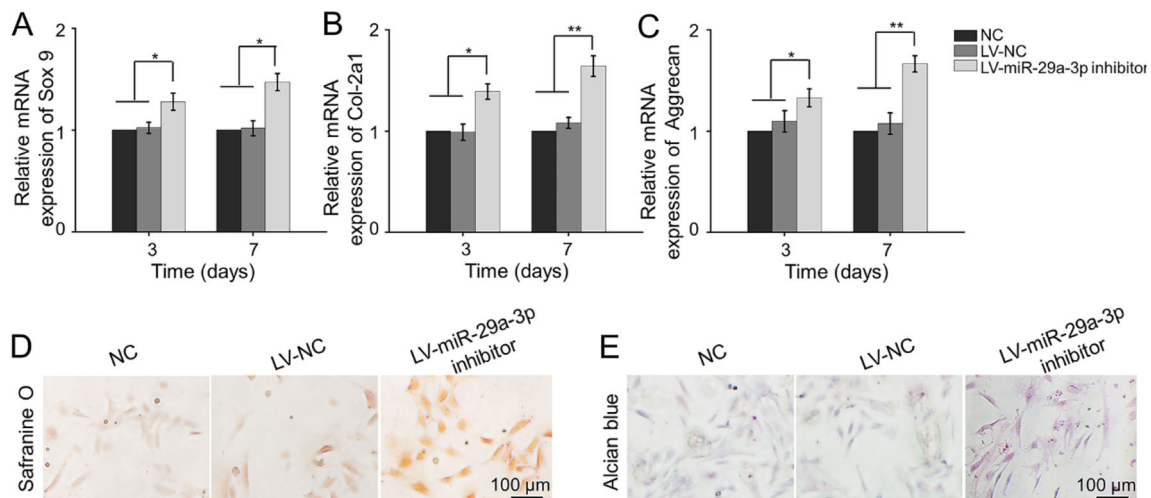 A
Relative mRNA
expression of Sox 9
2
1
0
*
*
3
7
Time (days)
B
Relative mRNA
expression of Col-2a1
2
1
0
*
**
3
7
Time (days)
C
Relative mRNA
expression of Aggrecan
2
1
0
*
**
3
7
Time (days)
NC
LV-NC
LV-miR-29a-3p inhibitor
D
Safranine O
NC
LV-NC
LV-miR-29a-3p
inhibitor
100 µm
E
Alcian blue
NC
LV-NC
LV-miR-29a-3p
inhibitor
100 µm